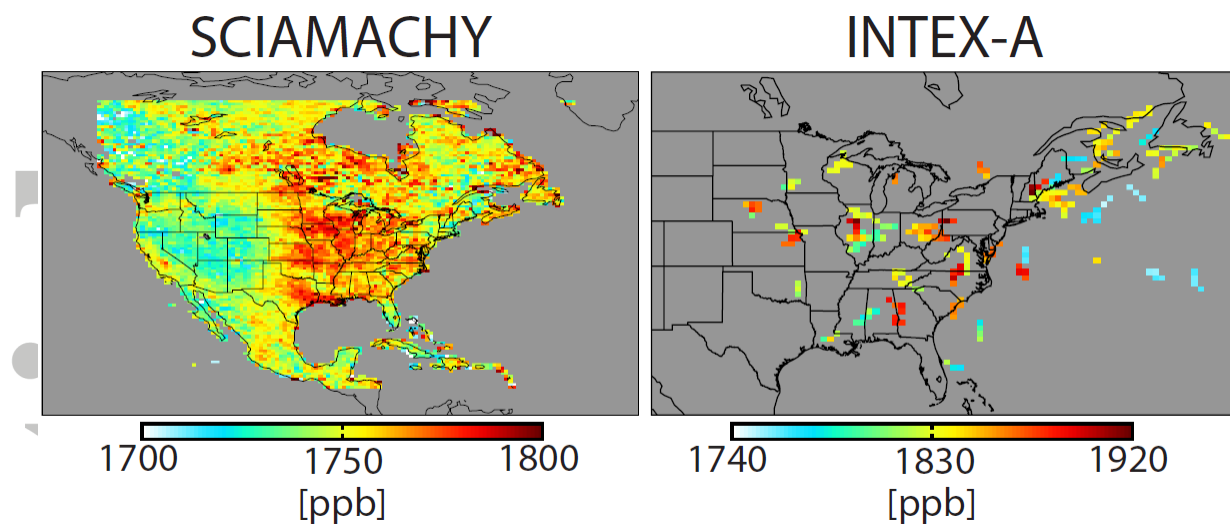 SCIAMACHY
INTEX-A
1700 1750 1800
[ppb]
1740 1830 1920
[ppb]